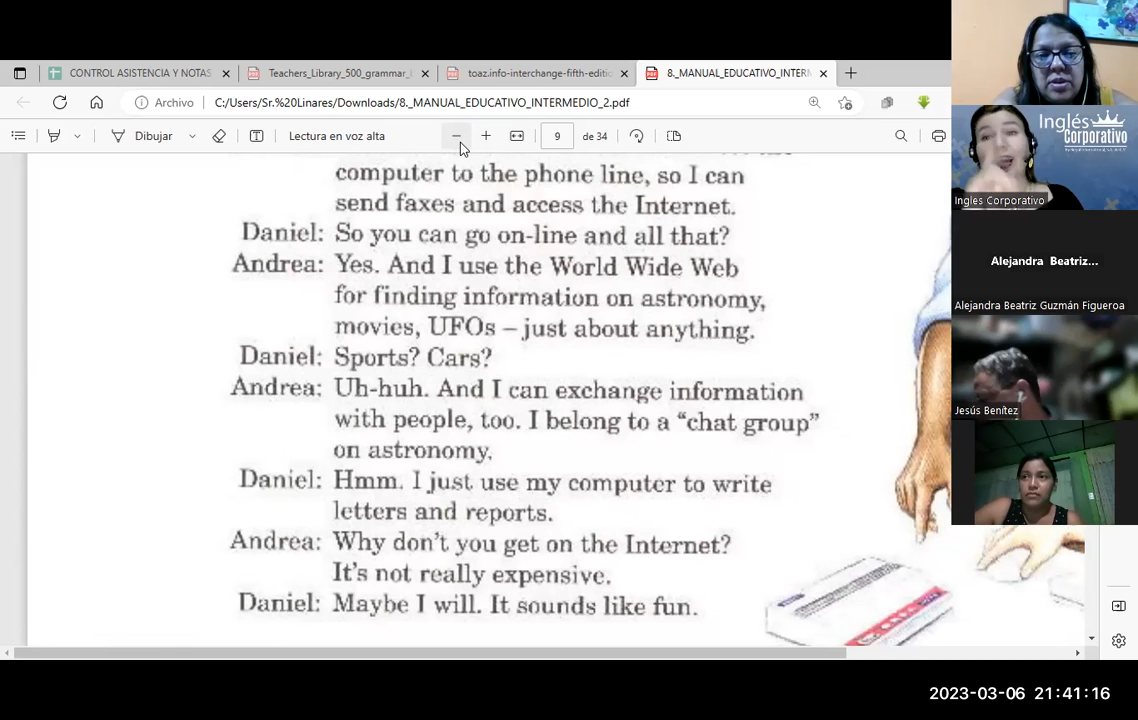 CONTROL ASISTENCIA Y NOTAS
Teachers_Library_500_grammar_
toaz.info-interchange-fifth-editi
8._MANUAL_EDUCATIVO_INTERM
Archivo
C:/Users/Sr.%20Linares/Downloads/8._MANUAL_EDUCATIVO_INTERMEDIO_2.pdf
Dibujar
Lectura en voz alta
9
de 34
computer to the phone line, so I can
send faxes and access the Internet.
Daniel: So you can go on-line and all that?
Andrea: Yes. And I use the World Wide Web
for finding information on astronomy,
movies, UFOs – just about anything.
Daniel: Sports? Cars?
Andrea: Uh-huh. And I can exchange information
with people, too. I belong to a “chat group”
on astronomy.
Daniel: Hmm. I just use my computer to write
letters and reports.
Andrea: Why don’t you get on the Internet?
It’s not really expensive.
Daniel: Maybe I will. It sounds like fun.
Inglés
Corporativo
Ingles Corporativo
Alejandra Beatriz...
Alejandra Beatriz Guzmán Figueroa
Jesús Benítez
2023-03-06 21:41:16